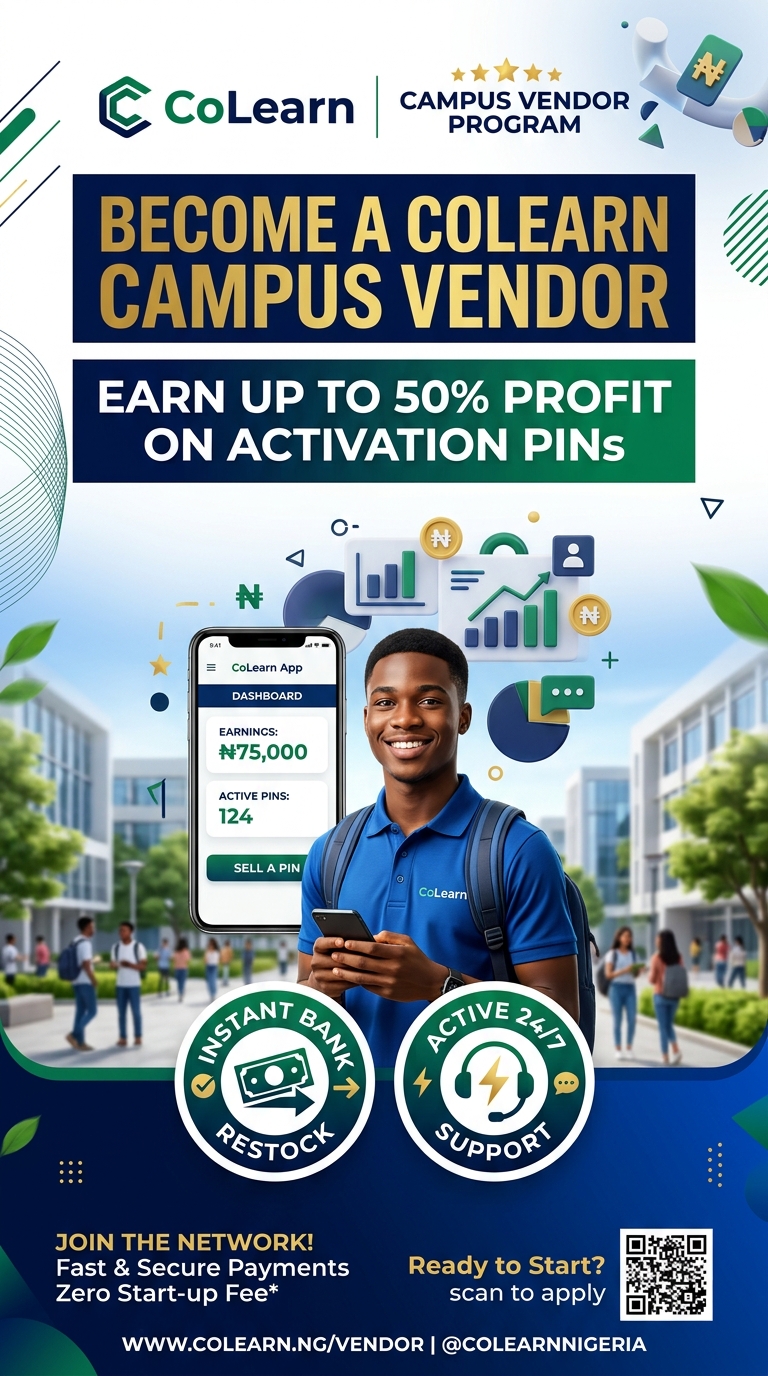 CoLearn
CAMPUS VENDOR
PROGRAM
BECOME A COLEARN
CAMPUS VENDOR
EARN UP TO 50% PROFIT
ON ACTIVATION PINs
₦
₦
₦
₦
9:41
CoLearn App
DASHBOARD
EARNINGS:
₦75,000
ACTIVE PINS:
124
SELL A PIN
CoLearn
INSTANT BANK
RESTOCK
ACTIVE 24/7
SUPPORT
JOIN THE NETWORK!
Fast & Secure Payments
Zero Start-up Fee*
Ready to Start?
scan to apply
WWW.COLEARN.NG/VENDOR | @COLEARNNIGERIA